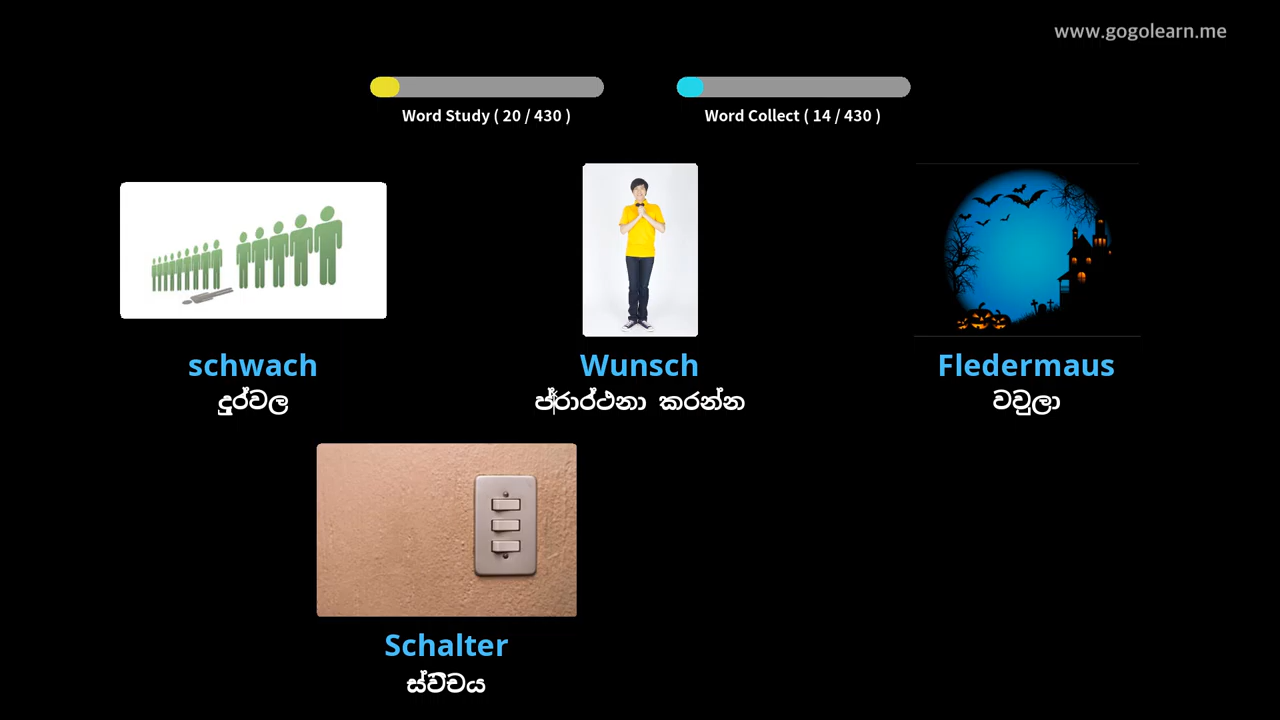 www.gogolearn.me
Word Study ( 20 / 430 )
Word Collect ( 14 / 430 )
schwach
දුර්වල
Wunsch
ප්රාර්ථනා කරන්න
Fledermaus
වවුලා
Schalter
ස්විචය